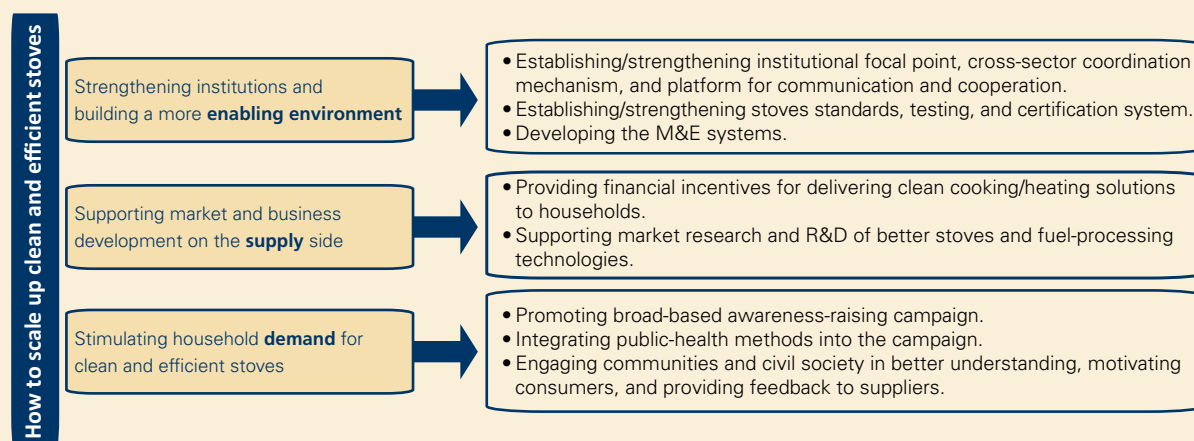 How to scale up clean and efficient stoves
Strengthening institutions and
building a more enabling environment
• Establishing/strengthening institutional focal point, cross-sector coordination
mechanism, and platform for communication and cooperation.
• Establishing/strengthening stoves standards, testing, and certification system.
• Developing the M&E systems.
Supporting market and business
development on the supply side
• Providing financial incentives for delivering clean cooking/heating solutions
to households.
• Supporting market research and R&D of better stoves and fuel-processing
technologies.
Stimulating household demand for
clean and efficient stoves
• Promoting broad-based awareness-raising campaign.
• Integrating public-health methods into the campaign.
• Engaging communities and civil society in better understanding, motivating
consumers, and providing feedback to suppliers.